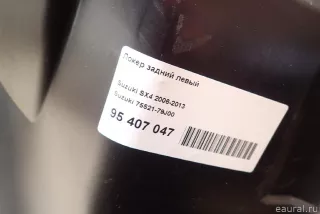 Локер задний левый
Suzuki SX4 2006-2013
Suzuki 75521-79J00
95 407 047
eaural.ru